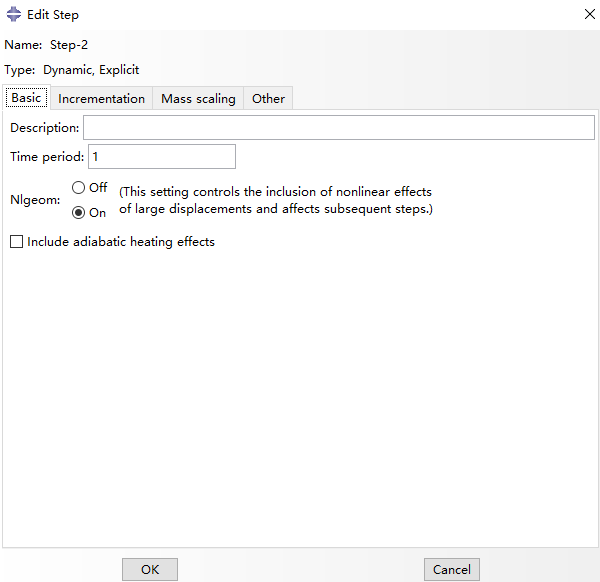 Edit Step
Name: Step-2
Type: Dynamic, Explicit
Basic Incrementation Mass scaling Other
Description:
Time period: 1
Nlgeom:
Off
On
(This setting controls the inclusion of nonlinear effects
of large displacements and affects subsequent steps.)
Include adiabatic heating effects
OK Cancel